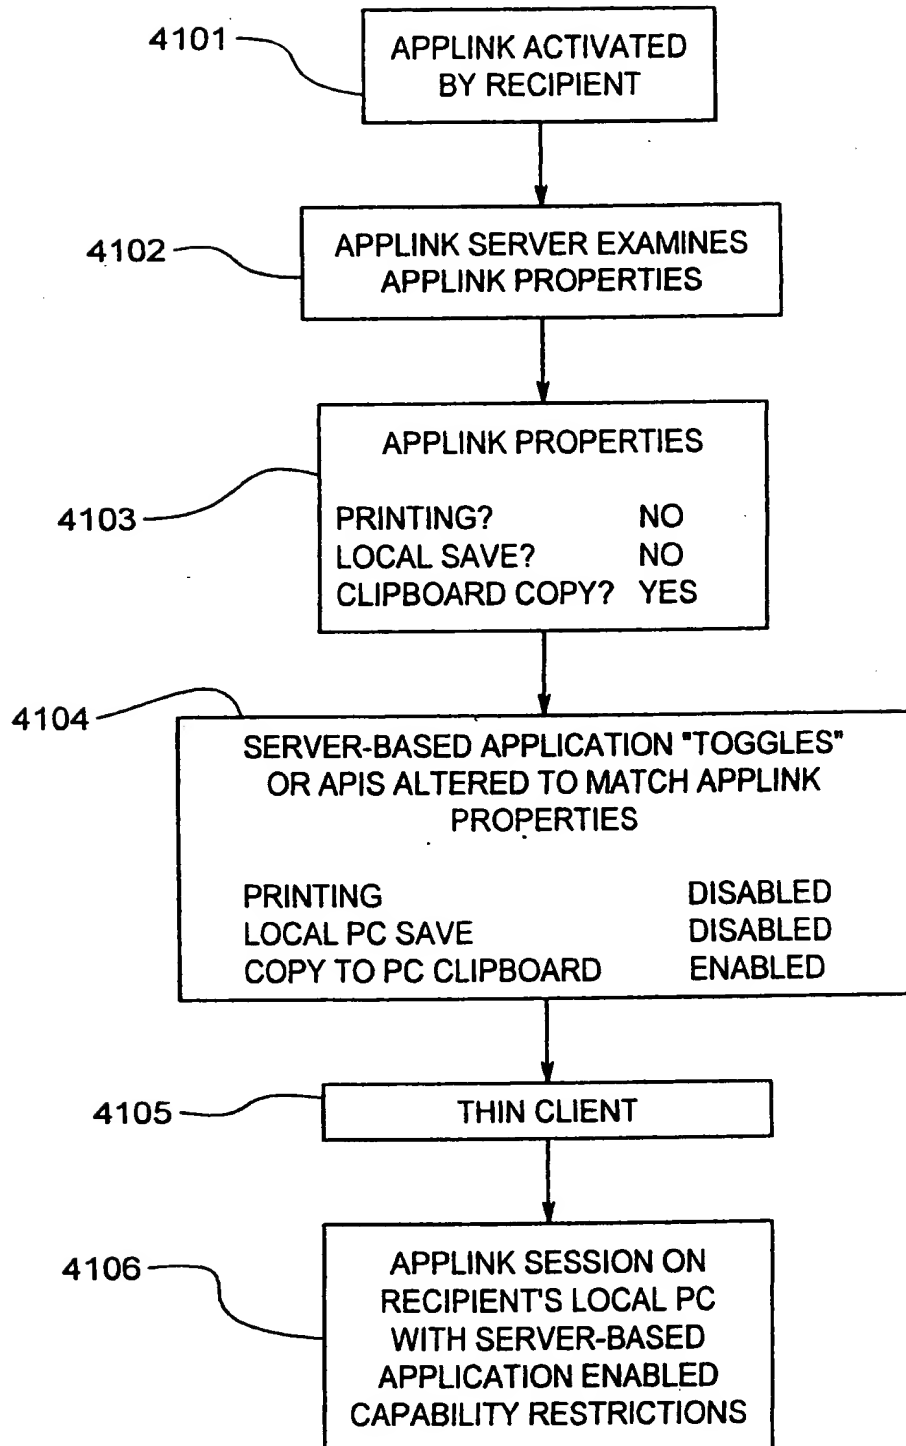 4101
APPLINK ACTIVATED
BY RECIPIENT
4102
APPLINK SERVER EXAMINES
APPLINK PROPERTIES
4103
APPLINK PROPERTIES
PRINTING? NO
LOCAL SAVE? NO
CLIPBOARD COPY? YES
4104
SERVER-BASED APPLICATION "TOGGLES"
OR APIS ALTERED TO MATCH APPLINK
PROPERTIES
PRINTING DISABLED
LOCAL PC SAVE DISABLED
COPY TO PC CLIPBOARD ENABLED
4105
THIN CLIENT
4106
APPLINK SESSION ON
RECIPIENT'S LOCAL PC
WITH SERVER-BASED
APPLICATION ENABLED
CAPABILITY RESTRICTIONS